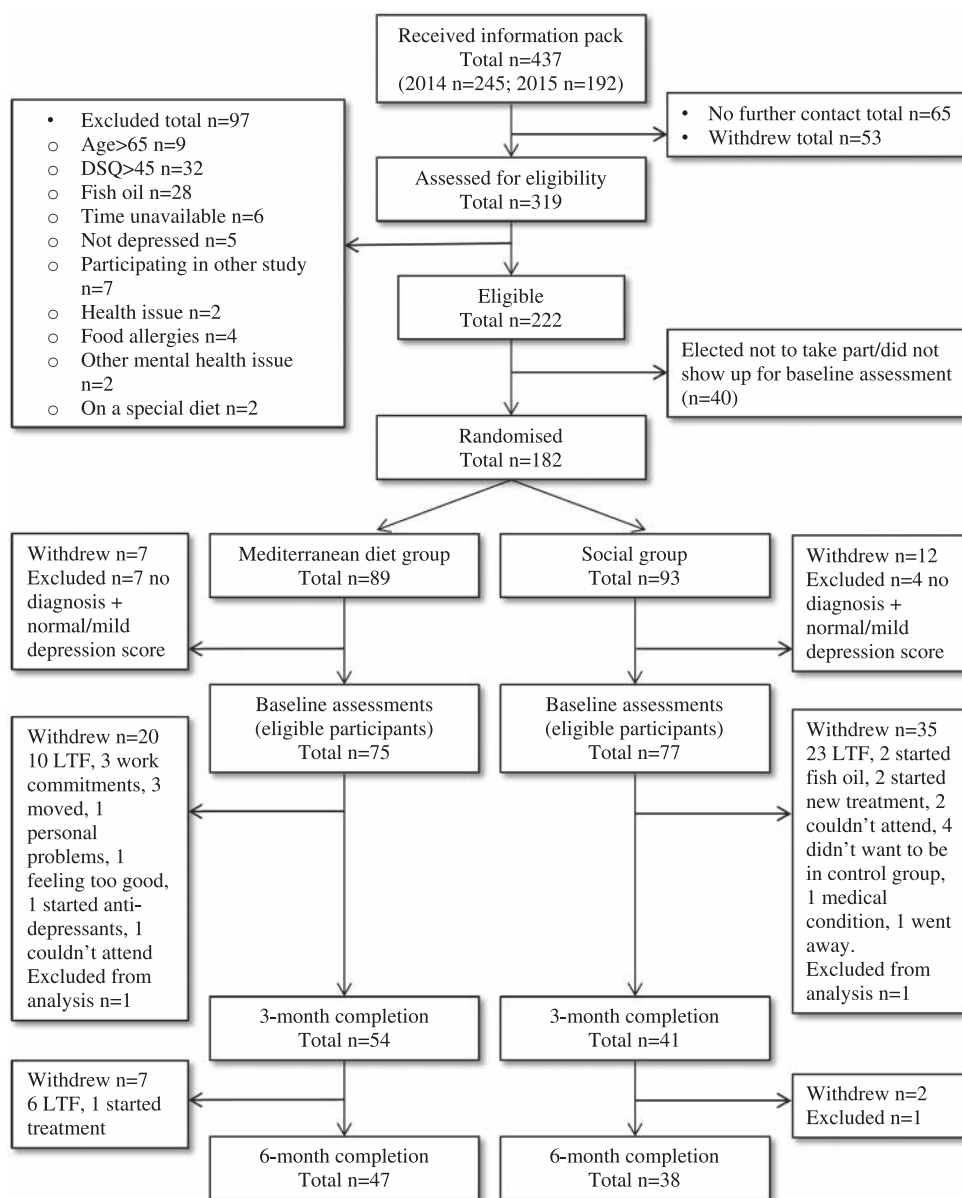 Received information pack
Total n=437
(2014 n=245; 2015 n=192)
• No further contact total n=65
• Withdrew total n=53
• Excluded total n=97
o Age>65 n=9
o DSQ>45 n=32
o Fish oil n=28
o Time unavailable n=6
o Not depressed n=5
o Participating in other study
n=7
o Health issue n=2
o Food allergies n=4
o Other mental health issue
n=2
o On a special diet n=2
Assessed for eligibility
Total n=319
Eligible
Total n=222
Elected not to take part/did not
show up for baseline assessment
(n=40)
Randomised
Total n=182
Withdrew n=7
Excluded n=7 no
diagnosis +
normal/mild
depression score
Mediterranean diet group
Total n=89
Social group
Total n=93
Withdrew n=12
Excluded n=4 no
diagnosis +
normal/mild
depression score
Baseline assessments
(eligible participants)
Total n=75
Baseline assessments
(eligible participants)
Total n=77
Withdrew n=20
10 LTF, 3 work
commitments, 3
moved, 1
personal
problems, 1
feeling too good,
1 started anti-
depressants, 1
couldn’t attend
Excluded from
analysis n=1
Withdrew n=35
23 LTF, 2 started
fish oil, 2 started
new treatment, 2
couldn’t attend, 4
didn’t want to be
in control group,
1 medical
condition, 1 went
away.
Excluded from
analysis n=1
3-month completion
Total n=54
3-month completion
Total n=41
Withdrew n=7
6 LTF, 1 started
treatment
Withdrew n=2
Excluded n=1
6-month completion
Total n=47
6-month completion
Total n=38